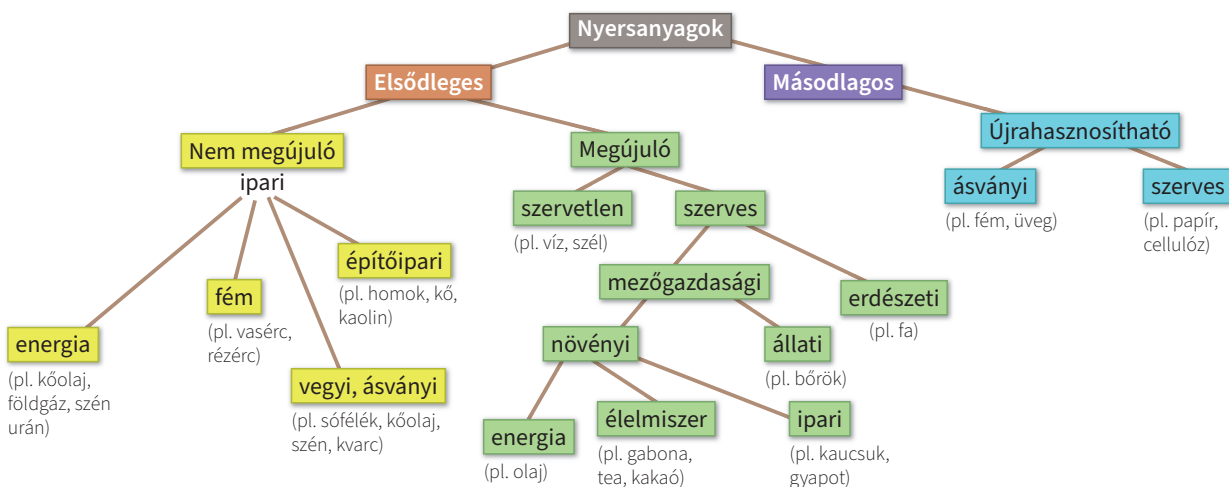 Nyersanyagok
Elsődleges
Másodlagos
Nem megújuló
ipari
energia
(pl. kőolaj,
földgáz, szén
urán)
fém
(pl. vasérc,
rézérc)
vegyi, ásványi
(pl. sófélék, kőolaj,
szén, kvarc)
építőipari
(pl. homok, kő,
kaolin)
Megújuló
szervetlen
(pl. víz, szél)
szerves
mezőgazdasági
növényi
energia
(pl. olaj)
élelmiszer
(pl. gabona,
tea, kakaó)
ipari
(pl. kaucsuk,
gyapot)
állati
(pl. bőrök)
erdészeti
(pl. fa)
Újrahasznosítható
ásványi
(pl. fém, üveg)
szerves
(pl. papír,
cellulóz)